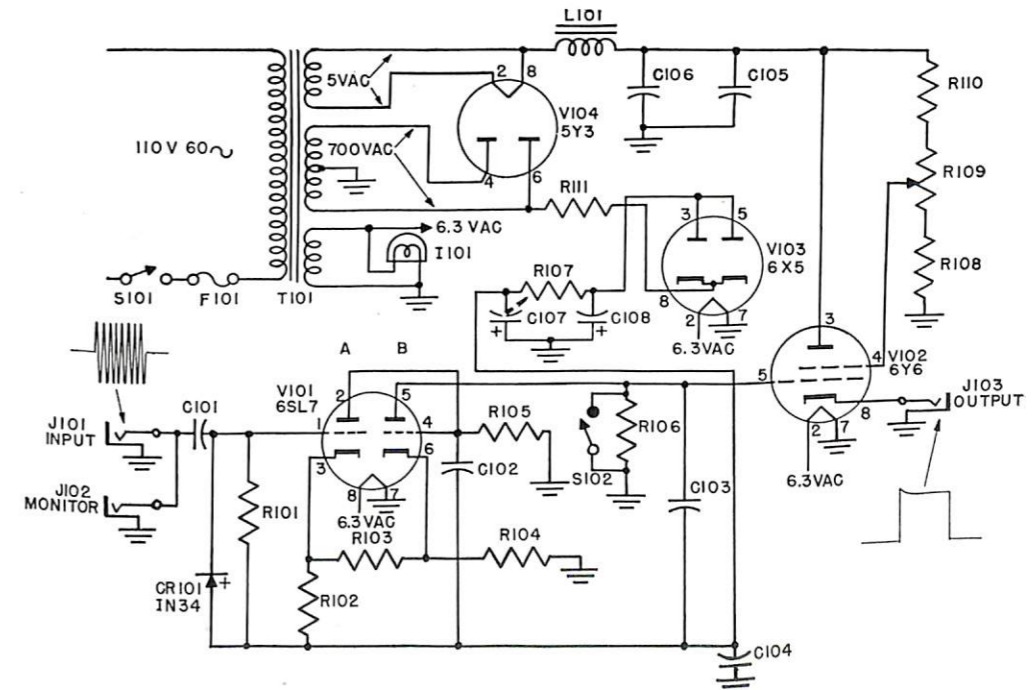 L101
2
8
5VAC
C106
C105
R110
V104
5Y3
110 V 60~
700VAC
4
6
R111
R109
3
5
6.3 VAC
I101
V103
6X5
R107
R108
8
S101
F101
T101
C107
C108
2
7
+
+
6.3VAC
3
A
B
4
V102
6Y6
5
V101
6SL7
2
5
J103
OUTPUT
8
C101
1
4
R105
R106
2
7
J101
INPUT
3
6
C102
S102
6.3VAC
J102
MONITOR
8
7
C103
R101
6.3VAC
R103
R104
CR101
1N34
+
R102
C104